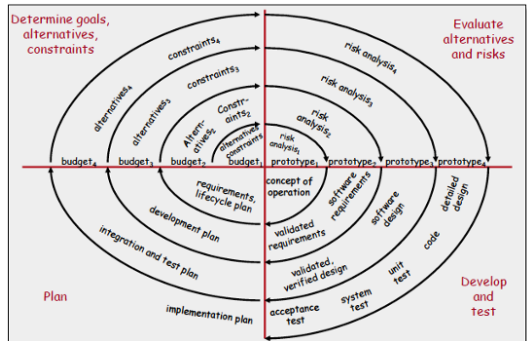 Determine goals,
alternatives,
constraints
Evaluate
alternatives
and risks
constraints4
risk analysis4
alternatives4
constraints3
risk analysis3
alternatives3
Constr-
aints2
risk
analysis2
Altern-
atives2
alternatives
constraints
risk
analysis1
budget4
budget3
budget2
budget1
prototype1
prototype2
prototype3
prototype4
requirements,
lifecycle plan
concept of
operation
software
requirements
software
design
detailed
design
development plan
validated
requirements
integration and test plan
validated,
verified design
unit
test
code
system
test
implementation plan
acceptance
test
Plan
Develop
and
test